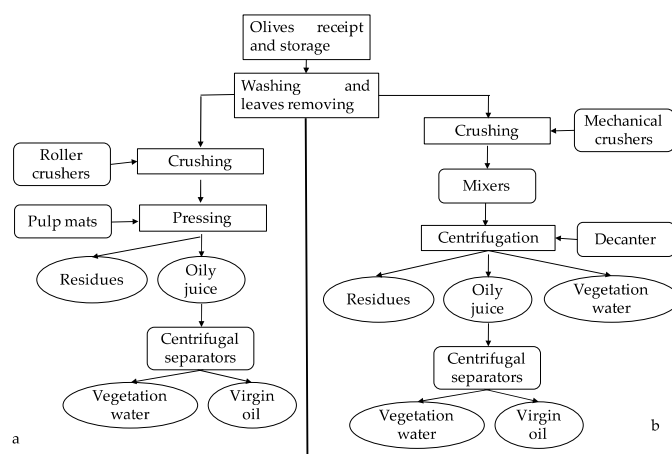 Olives receipt
and storage
Washing and
leaves removing
Roller
crushers
Crushing
Pulp mats
Pressing
Residues
Oily
juice
Centrifugal
separators
Vegetation
water
Virgin
oil
a
Crushing
Mechanical
crushers
Mixers
Centrifugation
Decanter
Residues
Oily
juice
Vegetation
water
Centrifugal
separators
Vegetation
water
Virgin
oil
b